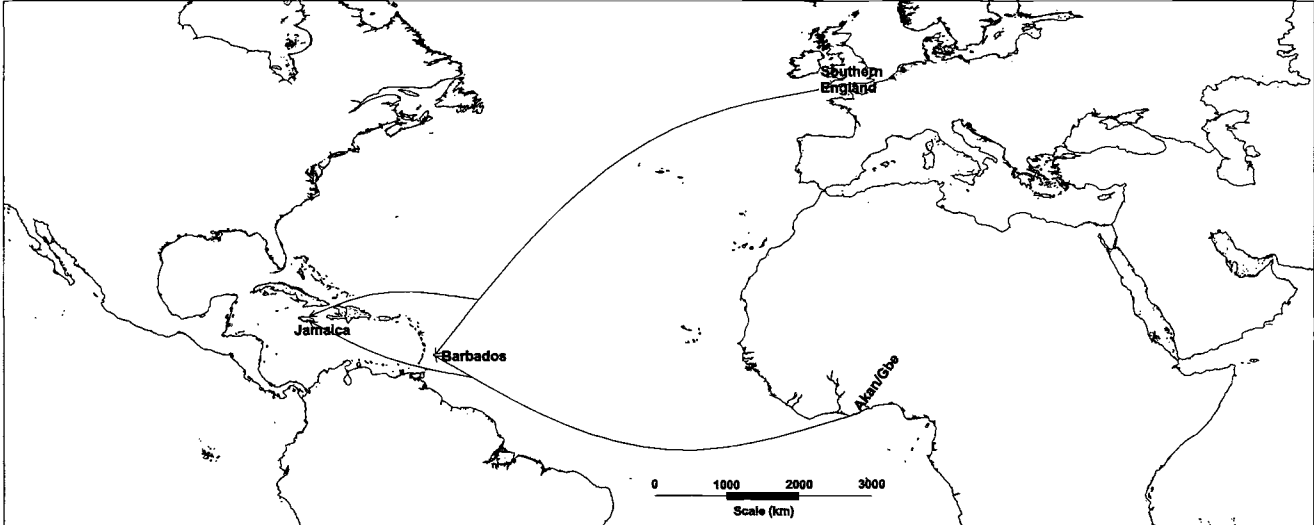 Southern
England
Jamaica
Barbados
Akan/Gbe
0 1000 2000 3000
Scale (km)